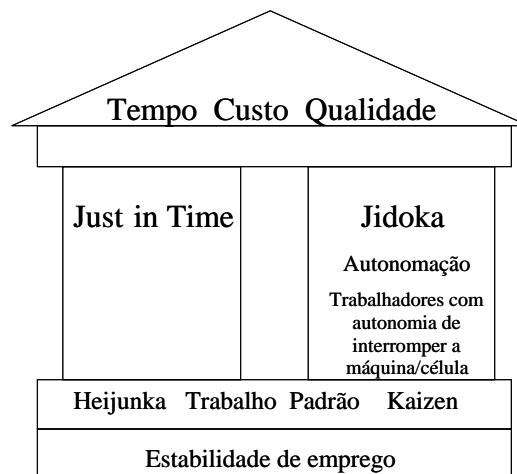 Tempo Custo Qualidade
Just in Time
Jidoka
Autonomação
Trabalhadores com
autonomia de
interromper a
máquina/célula
Heijunka Trabalho Padrão Kaizen
Estabilidade de emprego